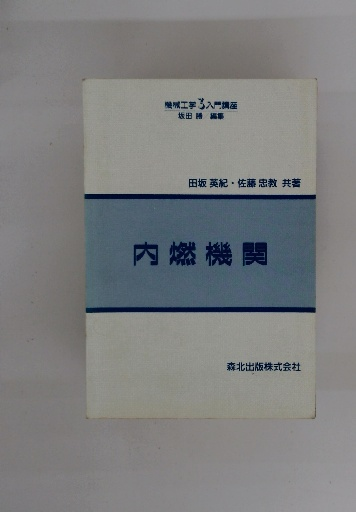 機械工学 3 入門講座
坂田 勝 編集
田坂 英紀・佐藤 忠教 共著
内燃機関
森北出版株式会社